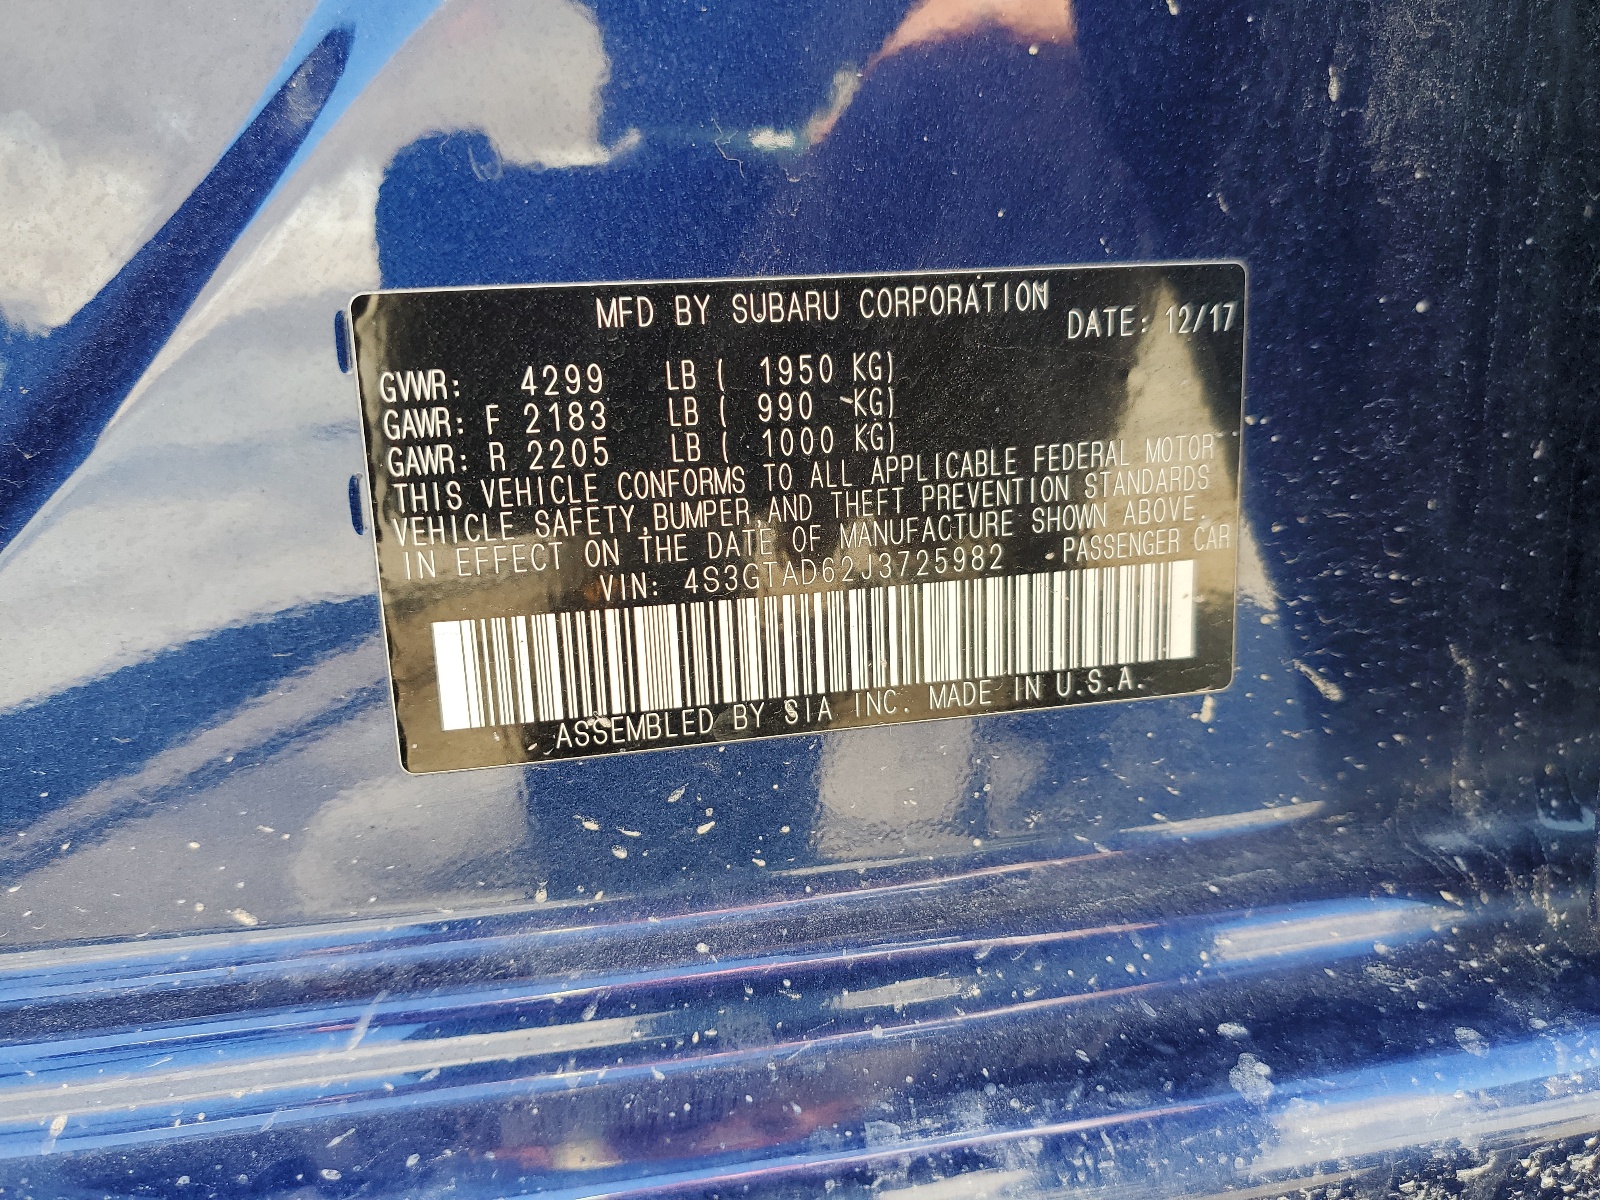 MFD BY SUBARU CORPORATION DATE: 12/17
GVWR: 4299 LB ( 1950 KG)
GAWR: F 2183 LB ( 990 KG)
GAWR: R 2205 LB ( 1000 KG)
THIS VEHICLE CONFORMS TO ALL APPLICABLE FEDERAL MOTOR
VEHICLE SAFETY,BUMPER,AND THEFT PREVENTION STANDARDS
IN EFFECT ON THE DATE OF MANUFACTURE SHOWN ABOVE.
VIN: 4S3GTAD62J3725982 PASSENGER CAR
ASSEMBLED BY SIA INC. MADE IN U.S.A.